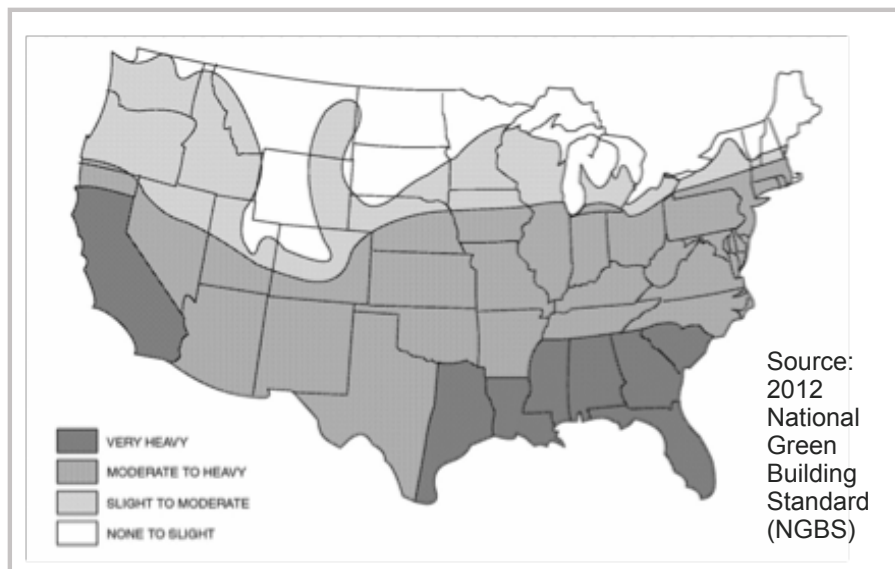 VERY HEAVY
MODERATE TO HEAVY
SLIGHT TO MODERATE
NONE TO SLIGHT
Source:
2012
National
Green
Building
Standard
(NGBS)